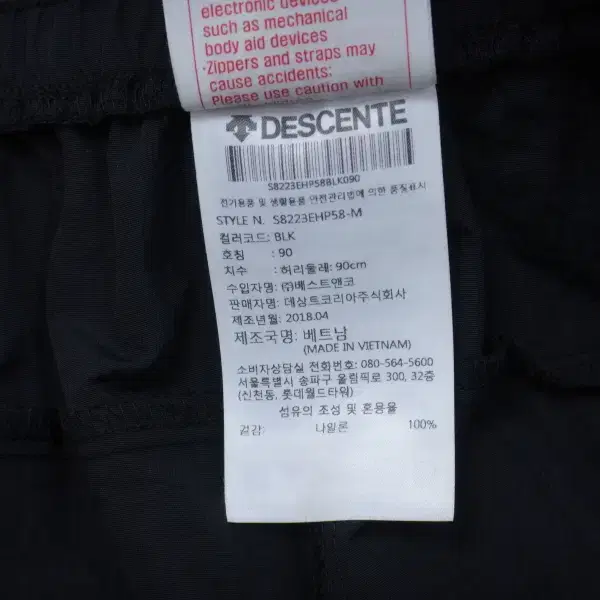 electronic devices
such as mechanical
body aid devices
·Zippers and straps may
cause accidents:
Please use caution with
DESCENTE
S8223EHP58BLK090
전기용품 및 생활용품 안전관리법에 의한 품질표시
STYLE N. S8223EHP58-M
컬러코드: BLK
호칭 : 90
치수 : 허리둘레: 90cm
수입자명: ㈜베스트앤코
판매자명: 데상트코리아주식회사
제조년월: 2018.04
제조국명: 베트남
(MADE IN VIETNAM)
소비자상담실 전화번호: 080-564-5600
서울특별시 송파구 올림픽로 300, 32층
(신천동, 롯데월드타워)
섬유의 조성 및 혼용율
겉감: 나일론 100%